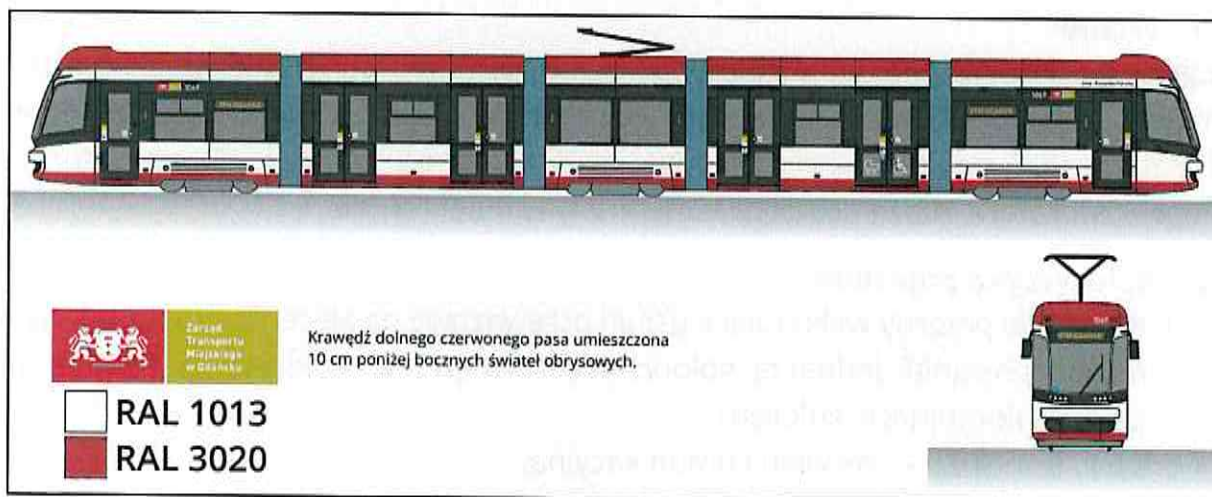 Zarząd
Transportu
Miejskiego
w Gdańsku
Krawędź dolnego czerwonego pasa umieszczona
10 cm poniżej bocznych świateł obrysowych.
RAL 1013
RAL 3020